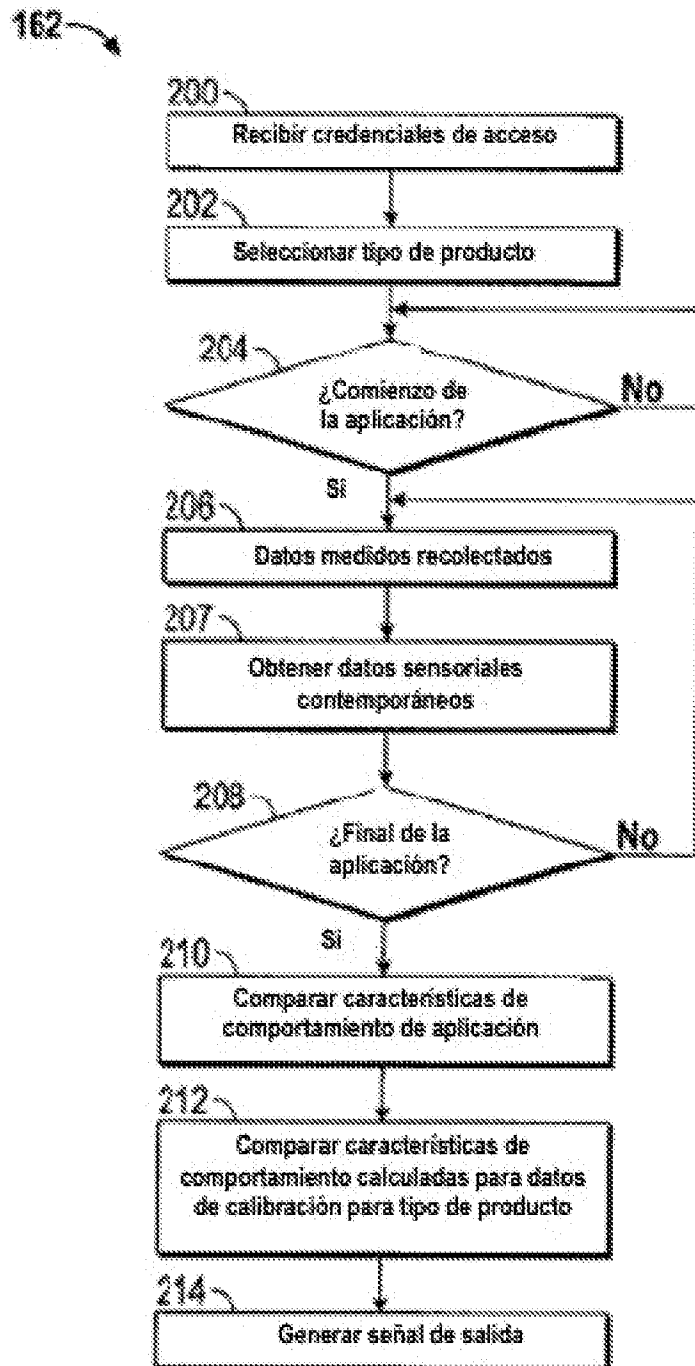 162
200
Recibir credenciales de acceso
202
Seleccionar tipo de producto
204
¿Comienzo de
la aplicación?
No
Si
206
Datos medidos recolectados
207
Obtener datos sensoriales
contemporáneos
208
¿Final de la
aplicación?
No
Si
210
Comparar características de
comportamiento de aplicación
212
Comparar características de
comportamiento calculadas para datos
de calibración para tipo de producto
214
Generar señal de salida